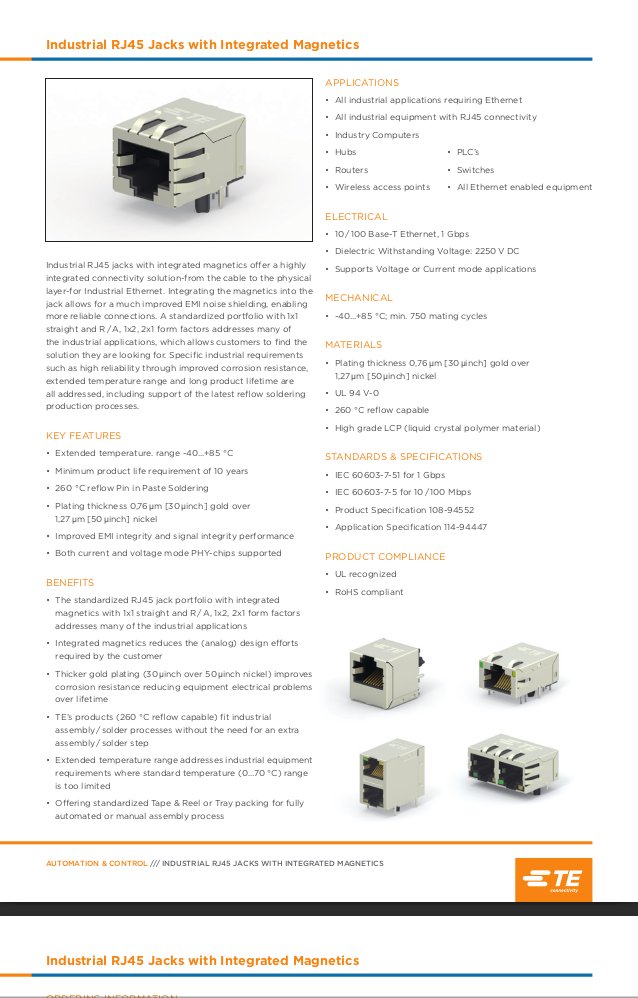 Industrial RJ45 Jacks with Integrated Magnetics
TE
Industrial RJ45 jacks with integrated magnetics offer a highly
integrated connectivity solution-from the cable to the physical
layer-for Industrial Ethernet. Integrating the magnetics into the
jack allows for a much improved EMI noise shielding, enabling
more reliable connections. A standardized portfolio with 1x1
straight and R/A, 1x2, 2x1 form factors addresses many of
the industrial applications, which allows customers to find the
solution they are looking for. Specific industrial requirements
such as high reliability through improved corrosion resistance,
extended temperature range and long product lifetime are
all addressed, including support of the latest reflow soldering
production processes.
KEY FEATURES
• Extended temperature. range -40...+85 °C
• Minimum product life requirement of 10 years
• 260 °C reflow Pin in Paste Soldering
• Plating thickness 0,76 µm [30µinch] gold over
1,27 µm [50 µinch] nickel
• Improved EMI integrity and signal integrity performance
• Both current and voltage mode PHY-chips supported
BENEFITS
• The standardized RJ45 jack portfolio with integrated
magnetics with 1x1 straight and R/A, 1x2, 2x1 form factors
addresses many of the industrial applications
• Integrated magnetics reduces the (analog) design efforts
required by the customer
• Thicker gold plating (30µinch over 50µinch nickel) improves
corrosion resistance reducing equipment electrical problems
over lifetime
• TE's products (260 °C reflow capable) fit industrial
assembly/ solder processes without the need for an extra
assembly/ solder step
• Extended temperature range addresses industrial equipment
requirements where standard temperature (0...70 °C) range
is too limited
• Offering standardized Tape & Reel or Tray packing for fully
automated or manual assembly process
APPLICATIONS
• All industrial applications requiring Ethernet
• All industrial equipment with RJ45 connectivity
• Industry Computers
• Hubs • PLC's
• Routers • Switches
• Wireless access points • All Ethernet enabled equipment
ELECTRICAL
• 10/100 Base-T Ethernet, 1 Gbps
• Dielectric Withstanding Voltage: 2250 V DC
• Supports Voltage or Current mode applications
MECHANICAL
• -40...+85 °C; min. 750 mating cycles
MATERIALS
• Plating thickness 0,76 µm [30 µinch] gold over
1,27µm [50µinch] nickel
• UL 94 V-0
• 260 °C reflow capable
• High grade LCP (liquid crystal polymer material)
STANDARDS & SPECIFICATIONS
• IEC 60603-7-51 for 1 Gbps
• IEC 60603-7-5 for 10/100 Mbps
• Product Specification 108-94552
• Application Specification 114-94447
PRODUCT COMPLIANCE
• UL recognized
• RoHS compliant
TE
AUTOMATION & CONTROL /// INDUSTRIAL RJ45 JACKS WITH INTEGRATED MAGNETICS
TE
connectivity
Industrial RJ45 Jacks with Integrated Magnetics
ORDERING INFORMATION